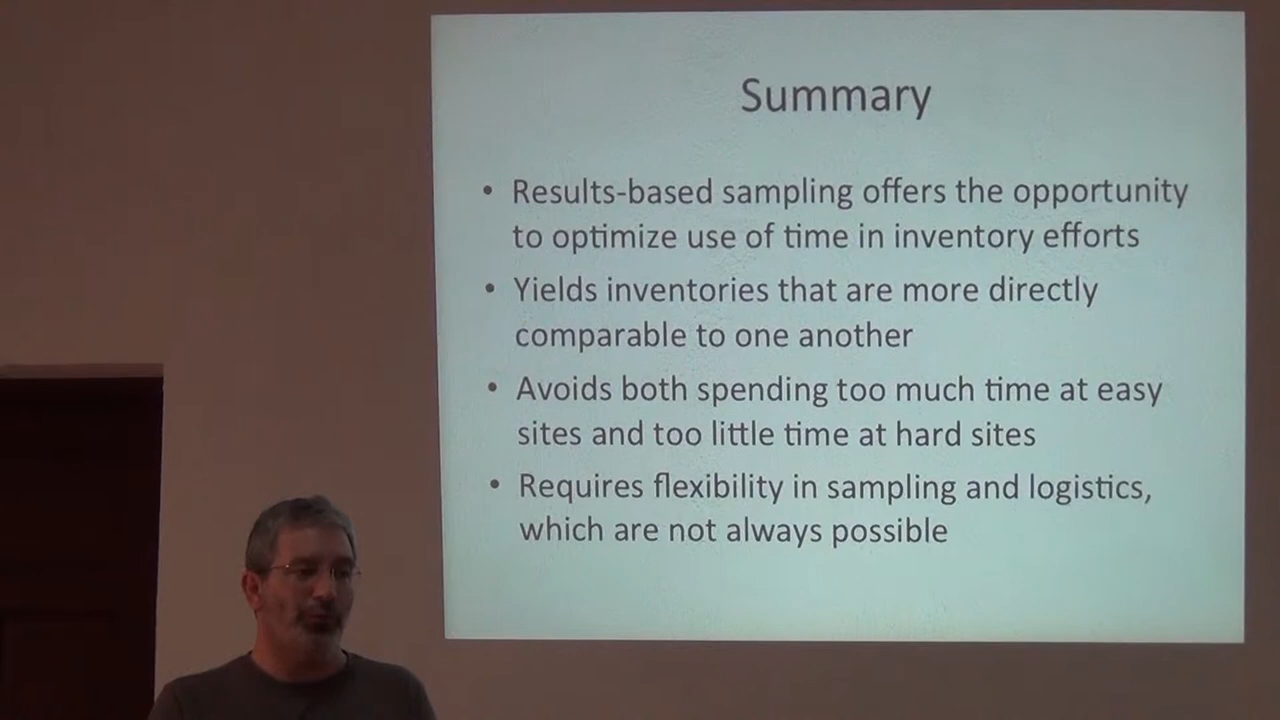 Summary
• Results-based sampling offers the opportunity
to optimize use of time in inventory efforts
• Yields inventories that are more directly
comparable to one another
• Avoids both spending too much time at easy
sites and too little time at hard sites
• Requires flexibility in sampling and logistics,
which are not always possible